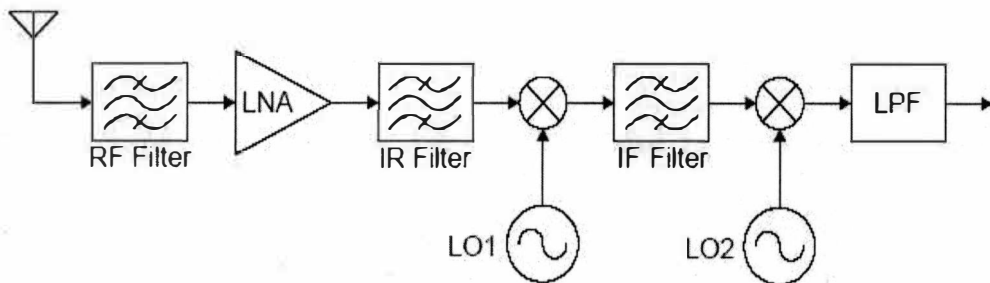 LNA
LPF
RF Filter
IR Filter
IF Filter
LO1
LO2